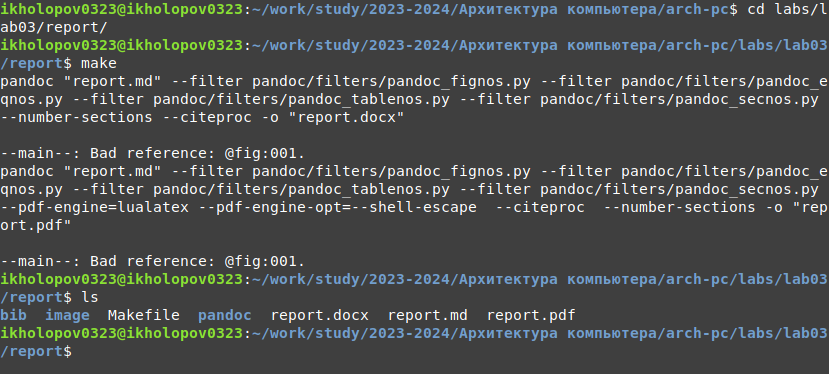 ikholopov0323@ikholopov0323:~/work/study/2023-2024/Архитектура компьютера/arch-pc$ cd labs/l
ab03/report/
ikholopov0323@ikholopov0323:~/work/study/2023-2024/Архитектура компьютера/arch-pc/labs/lab03
/report$ make
pandoc "report.md" --filter pandoc/filters/pandoc_fignos.py --filter pandoc/filters/pandoc_e
qnos.py --filter pandoc/filters/pandoc_tablenos.py --filter pandoc/filters/pandoc_secnos.py
--number-sections --citeproc -o "report.docx"
--main--: Bad reference: @fig:001.
pandoc "report.md" --filter pandoc/filters/pandoc_fignos.py --filter pandoc/filters/pandoc_e
qnos.py --filter pandoc/filters/pandoc_tablenos.py --filter pandoc/filters/pandoc_secnos.py
--pdf-engine=lualatex --pdf-engine-opt=--shell-escape  --citeproc  --number-sections -o "rep
ort.pdf"
--main--: Bad reference: @fig:001.
ikholopov0323@ikholopov0323:~/work/study/2023-2024/Архитектура компьютера/arch-pc/labs/lab03
/report$ ls
bib  image  Makefile  pandoc  report.docx  report.md  report.pdf
ikholopov0323@ikholopov0323:~/work/study/2023-2024/Архитектура компьютера/arch-pc/labs/lab03
/report$